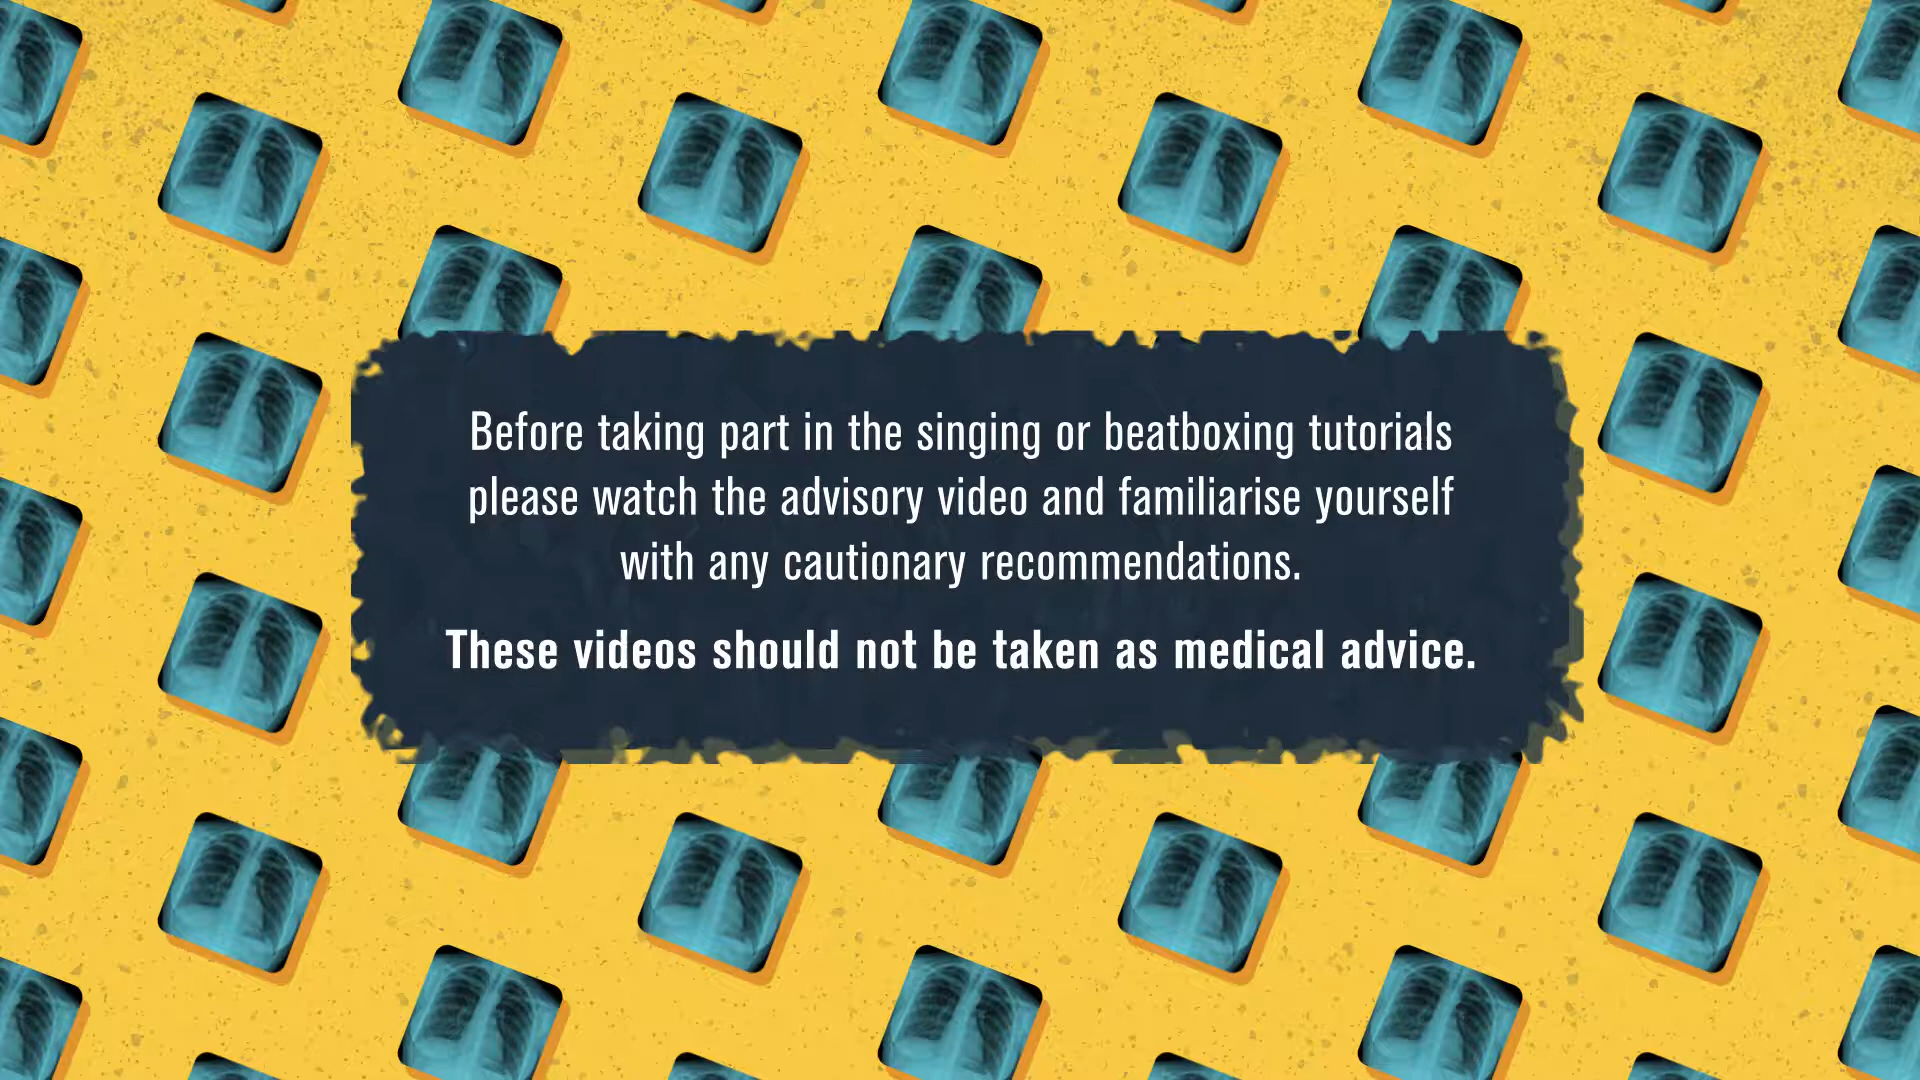 Before taking part in the singing or beatboxing tutorials
please watch the advisory video and familiarise yourself
with any cautionary recommendations.
These videos should not be taken as medical advice.